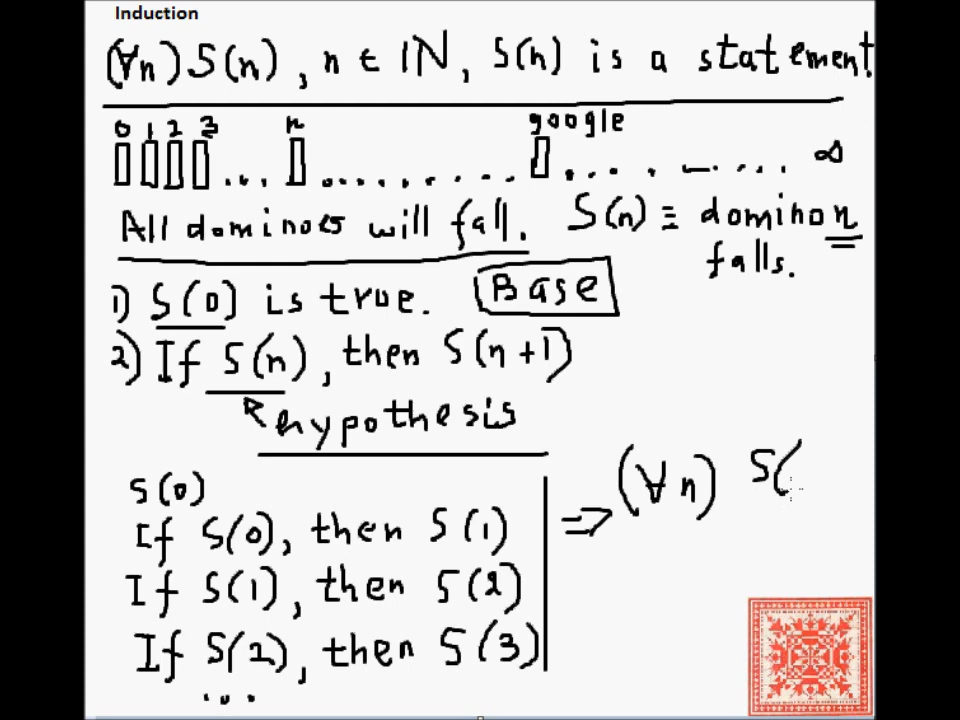 Induction
(∀n) S(n), n ∈ ℕ, S(n) is a statement.
0 1 2 3 n google
... ......... ........ ∞
All dominoes will fall. S(n) ≡ domino n
falls.
1) S(0) is true. Base
2) If S(n), then S(n+1)
hypothesis
S(0)
If S(0), then S(1) ⇒ (∀n) S(
If S(1), then S(2)
If S(2), then S(3)
...